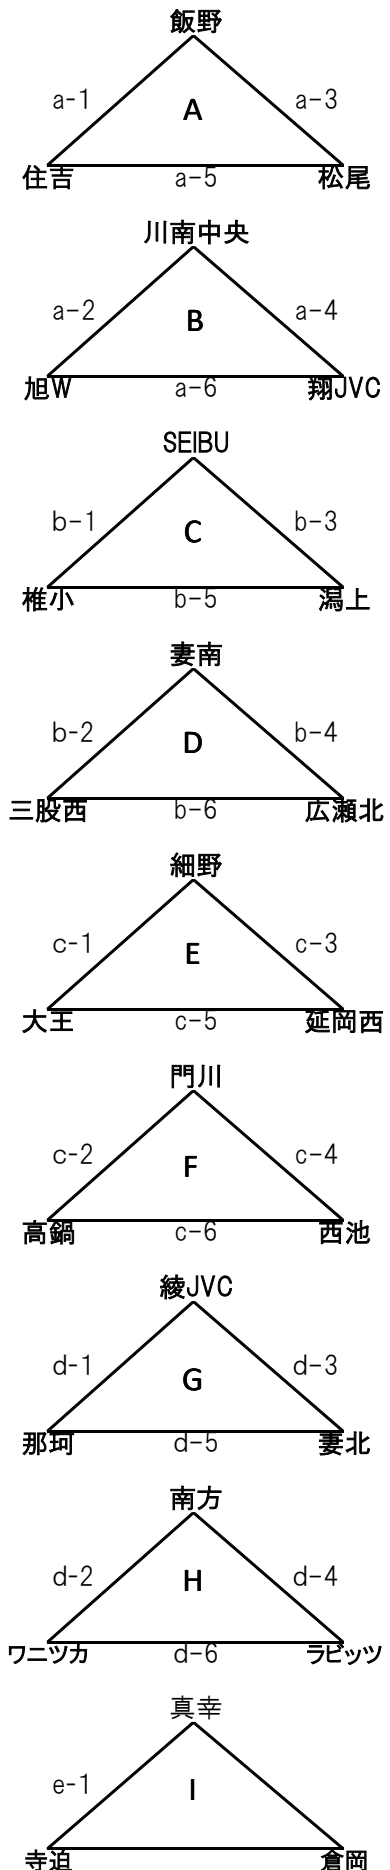 飯野
a-1 A a-3
住吉 a-5 松尾
川南中央
a-2 B a-4
旭W a-6 翔JVC
SEIBU
b-1 C b-3
椎小 b-5 潟上
妻南
b-2 D b-4
三股西 b-6 広瀬北
細野
c-1 E c-3
大王 c-5 延岡西
門川
c-2 F c-4
高鍋 c-6 西池
綾JVC
d-1 G d-3
那珂 d-5 妻北
南方
d-2 H d-4
ワニツカ d-6 ラビッツ
真幸
e-1 I
寺迫 倉岡